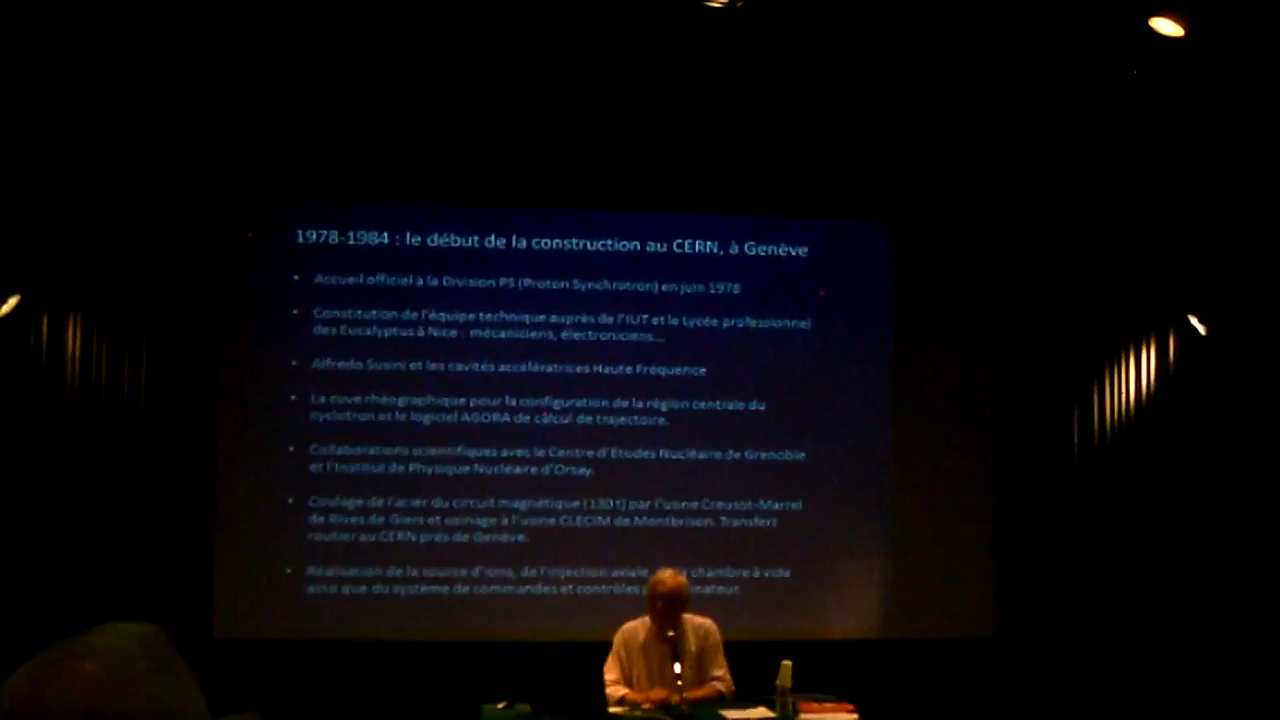 1978-1984 : le début de la construction au CERN, à Genève
• Accueil officiel à la Division PS (Proton Synchrotron) en juin 1978
• Constitution de l'équipe technique auprès de l'IUT et le Lycée professionnel
des Eucalyptus à Nice : mécaniciens, électroniciens...
• Alfredo Susini et les cavités accélératrices Haute Fréquence
• La cuve rhéographique pour la configuration de la région centrale du
cyclotron et le logiciel AGORA de calcul de trajectoire.
• Collaborations scientifiques avec le Centre d'Etudes Nucléaire de Grenoble
et l'Institut de Physique Nucléaire d'Orsay.
• Coulage de l'acier du circuit magnétique (130 t) par l'usine Creusot-Marrel
de Rives de Giers et usinage à l'usine CLECIM de Montbrison. Transfert
routier au CERN près de Genève.
• Réalisation de la source d'ions, de l'injection axiale chambre à vide
ainsi que du système de commandes et contrôles